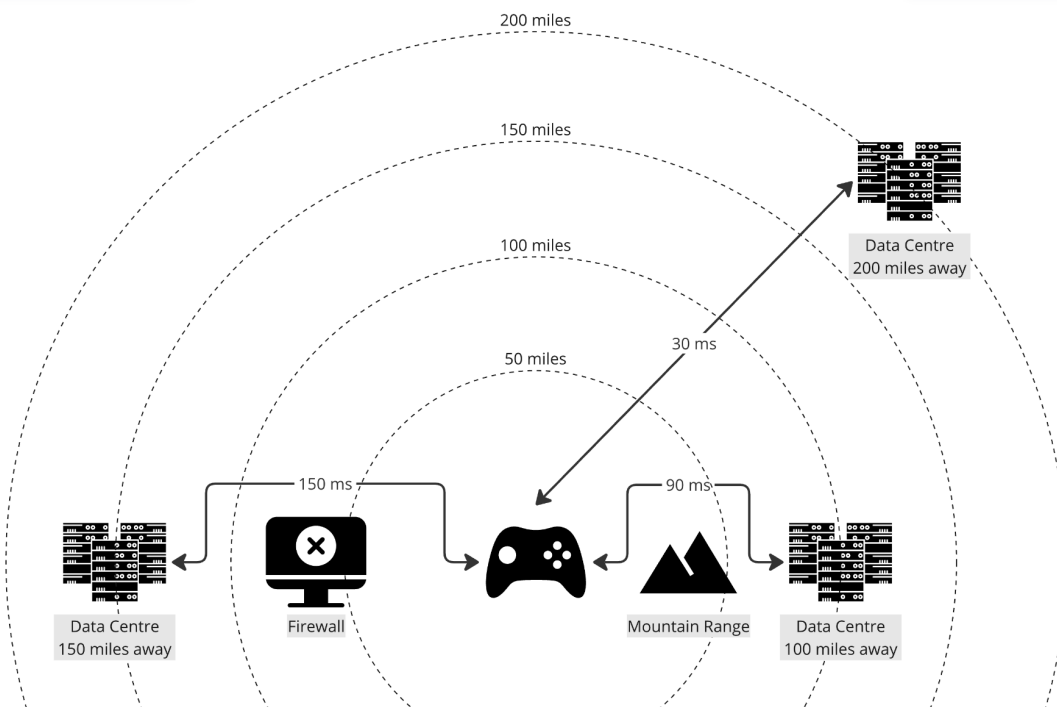 200 miles
150 miles
Data Centre
200 miles away
100 miles
30 ms
50 miles
150 ms
90 ms
Data Centre
150 miles away
Firewall
Mountain Range
Data Centre
100 miles away